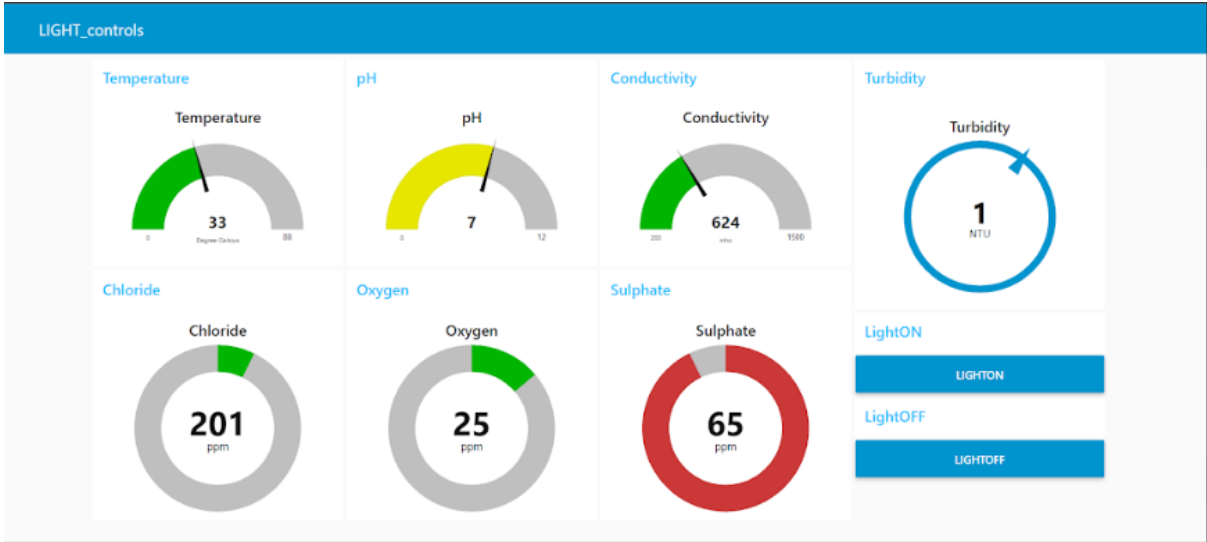 LIGHT_controls
Temperature
Temperature
33
Degree Celsius
0
80
pH
pH
7
0
12
Conductivity
Conductivity
624
200
1500
Turbidity
Turbidity
1
NTU
Chloride
Chloride
201
ppm
Oxygen
Oxygen
25
ppm
Sulphate
Sulphate
65
ppm
LightON
LIGHTON
LightOFF
LIGHTOFF